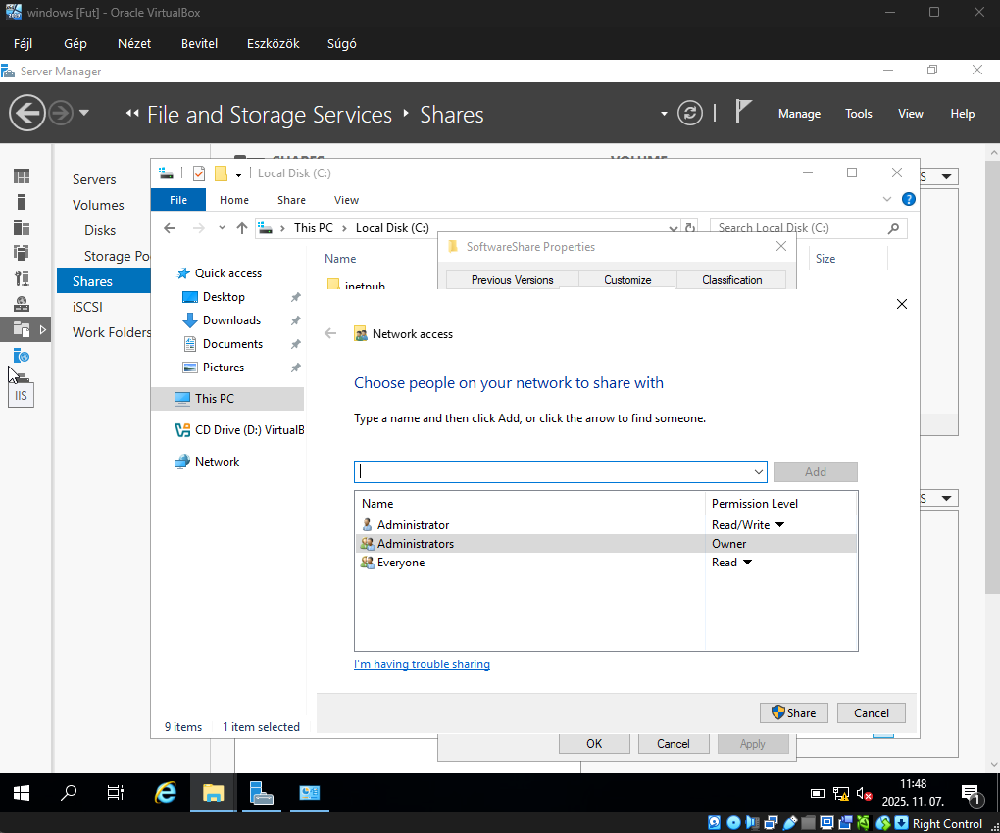 windows [Fut] - Oracle VirtualBox
Fájl Gép Nézet Bevitel Eszközök Súgó
Server Manager
File and Storage Services Shares
Manage Tools View Help
Servers
Volumes
Disks
Storage Po
Shares
iSCSI
Work Folders
IIS
SHARES
VOLUME
S
S
Local Disk (C:)
File Home Share View
This PC Local Disk (C:)
Search Local Disk (C:)
Quick access
Desktop
Downloads
Documents
Pictures
This PC
CD Drive (D:) VirtualB
Network
Name
Size
inetpub
9 items 1 item selected
SoftwareShare Properties
Previous Versions Customize Classification
Network access
Choose people on your network to share with
Type a name and then click Add, or click the arrow to find someone.
Add
Name Permission Level
Administrator Read/Write
Administrators Owner
Everyone Read
I'm having trouble sharing
Share Cancel
OK Cancel Apply
11:48
2025. 11. 07.
1
Right Control